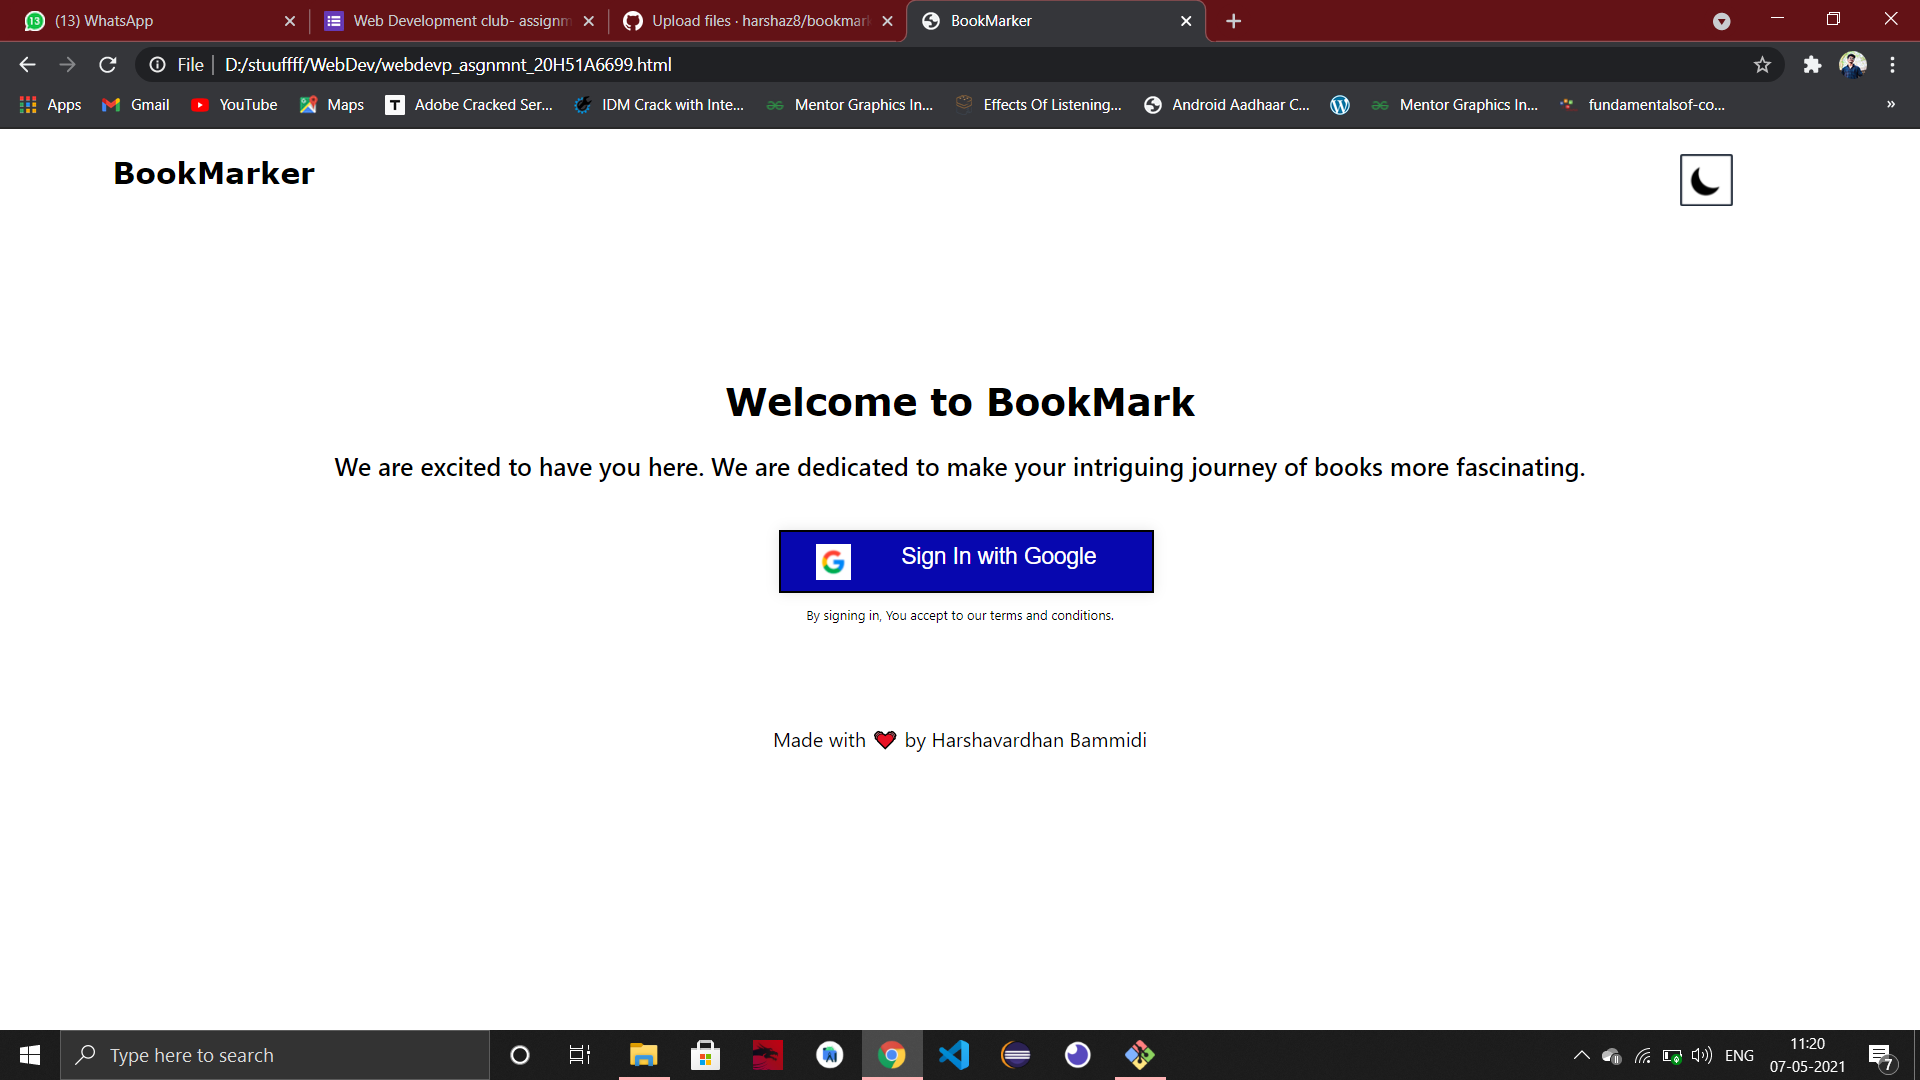 13 (13) WhatsApp
Web Development club- assignm
Upload files · harshaz8/bookmark
BookMarker
File | D:/stuuffff/WebDev/webdevp_asgnmnt_20H51A6699.html
Apps
Gmail
YouTube
Maps
T Adobe Cracked Ser...
IDM Crack with Inte...
Mentor Graphics In...
Effects Of Listening...
Android Aadhaar C...
Mentor Graphics In...
fundamentalsof-co...
»
BookMarker
Welcome to BookMark
We are excited to have you here. We are dedicated to make your intriguing journey of books more fascinating.
G Sign In with Google
By signing in, You accept to our terms and conditions.
Made with ❤ by Harshavardhan Bammidi
Type here to search
ENG
11:20
07-05-2021
7